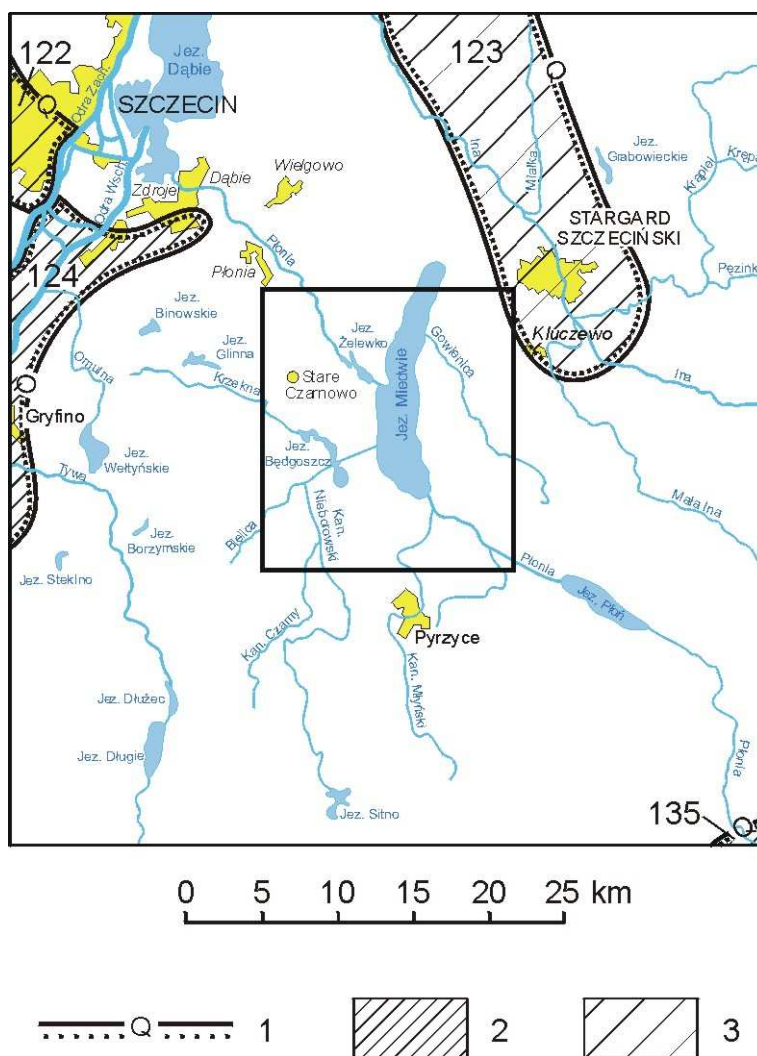 122
Q
Odra Zach.
SZCZECIN
Jez.
Dąbie
123
Q
Ina
Miałka
Jez.
Grabowieckie
Krąpiel
Krępa
Odra Wsch.
Zdroje
Dąbie
Wielgowo
STARGARD
SZCZECIŃSKI
Pęzinka
124
Płonia
Płonia
Jez.
Binowskie
Jez.
Glinna
Jez.
Żelewko
Gowienica
Kluczewo
Omulna
Q
Krzekna
Stare
Czarnowo
Jez. Miedwie
Ina
Gryfino
Jez.
Wełtyńskie
Jez.
Będgoszcz
Tywa
Kan.
Nieborowski
Mała Ina
Bielica
Jez.
Borzymskie
Jez. Steklno
Płonia
Jez. Płoń
Pyrzyce
Kan. Czarny
Kan. Młyński
Jez. Dłużec
Jez. Długie
Płonia
Jez. Sitno
135
Q
0 5 10 15 20 25 km
Q 1 2 3